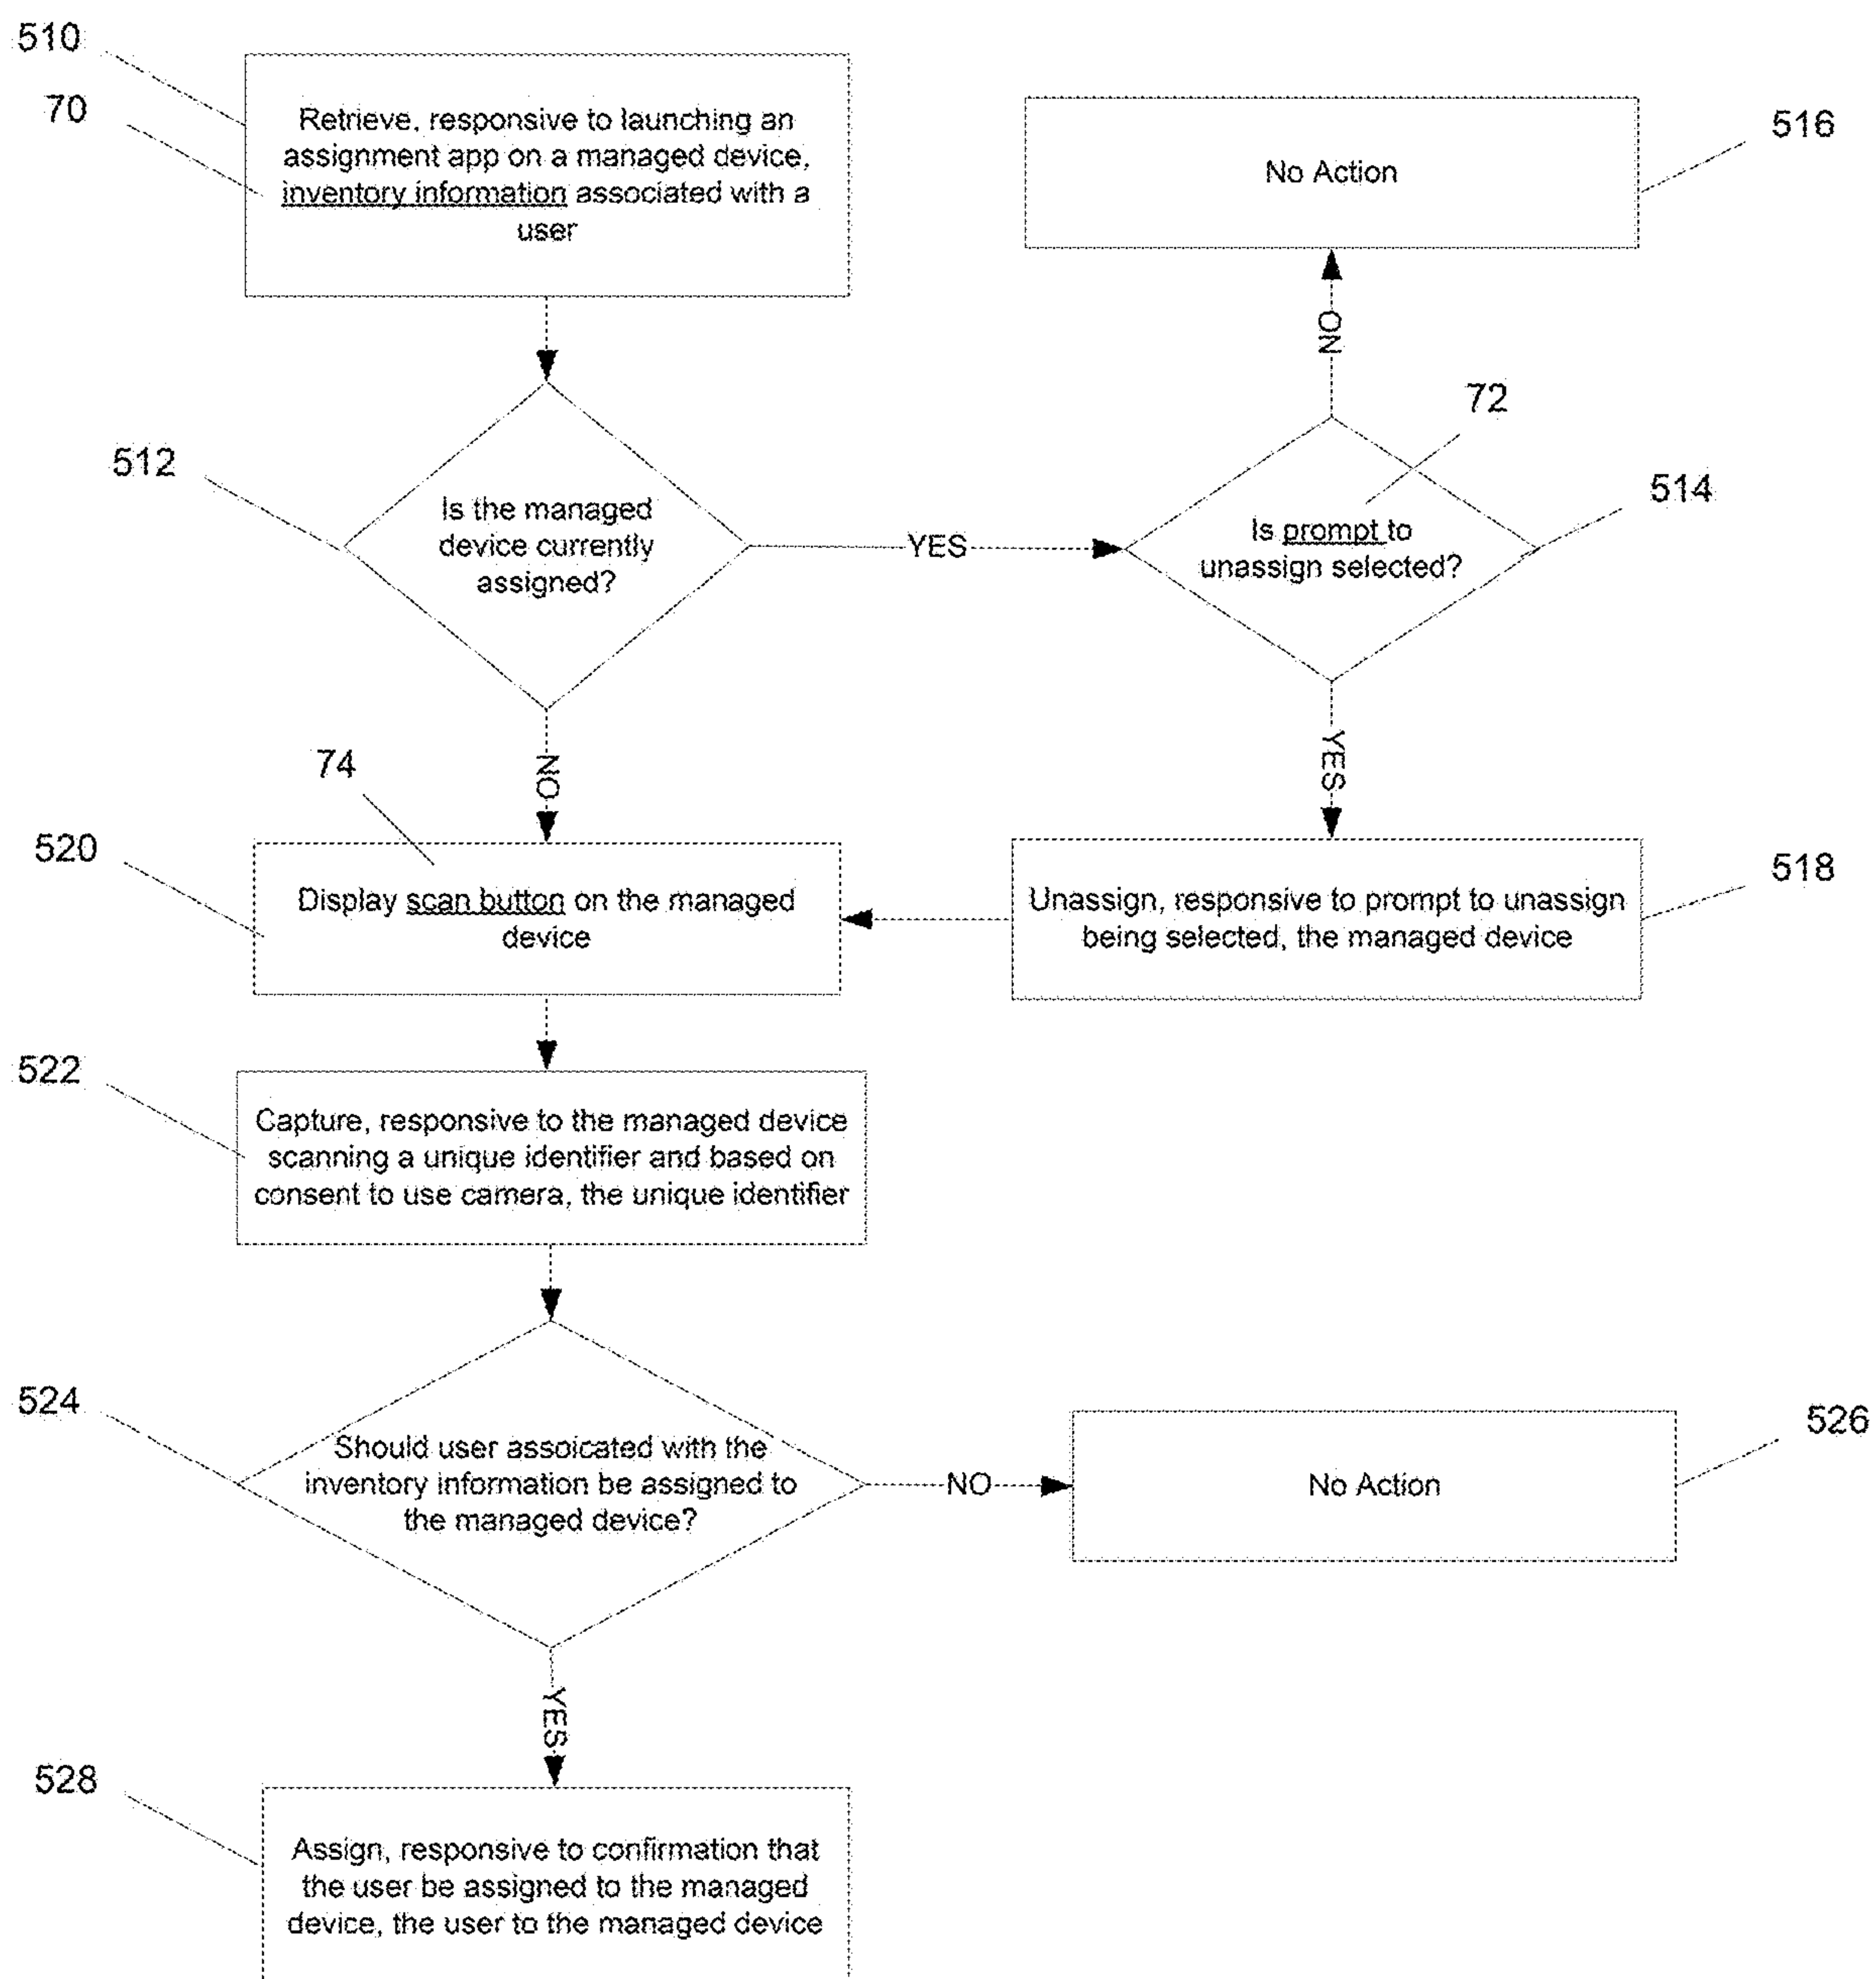 510
70
Retrieve, responsive to launching an
assignment app on a managed device,
inventory information associated with a
user
No Action
516
NO
72
512
Is the managed
device currently
assigned?
YES
Is prompt to
unassign selected?
514
NO
YES
74
520
Display scan button on the managed
device
Unassign, responsive to prompt to unassign
being selected, the managed device
518
522
Capture, responsive to the managed device
scanning a unique identifier and based on
consent to use camera, the unique identifier
524
Should user assoicated with the
inventory information be assigned to
the managed device?
NO
No Action
526
YES
528
Assign, responsive to confirmation that
the user be assigned to the managed
device, the user to the managed device